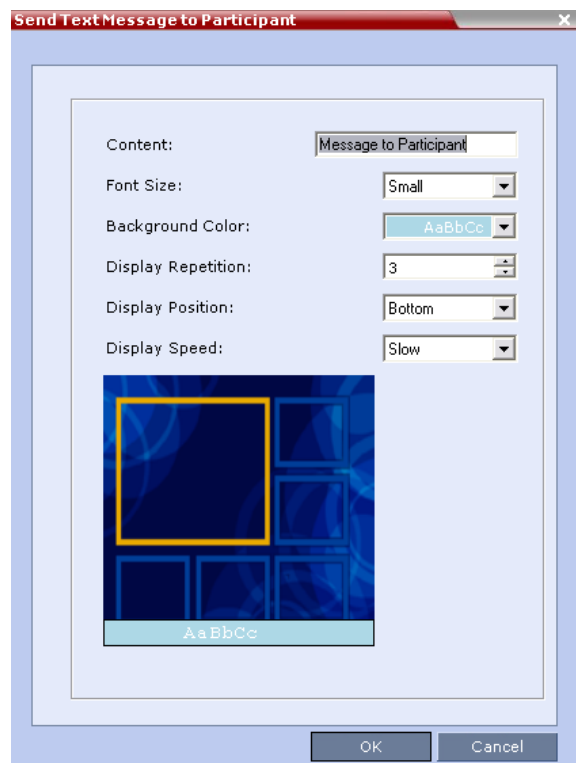 Send Text Message to Participant
Content: Message to Participant
Font Size: Small
Background Color: AaBbCc
Display Repetition: 3
Display Position: Bottom
Display Speed: Slow
AaBbCc
OK Cancel